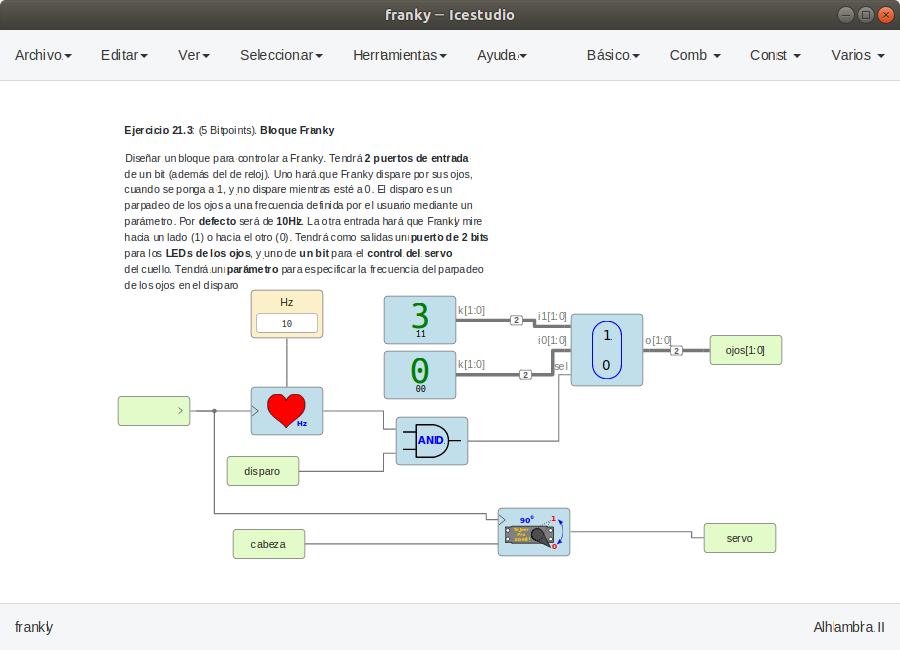 franky — Icestudio
Archivo Editar Ver Seleccionar Herramientas Ayuda Básico Comb Const Varios
Ejercicio 21.3: (5 Bitpoints). Bloque Franky
Diseñar un bloque para controlar a Franky. Tendrá 2 puertos de entrada
de un bit (además del de reloj). Uno hará que Franky dispare por sus ojos,
cuando se ponga a 1, y no dispare mientras esté a 0. El disparo es un
parpadeo de los ojos a una frecuencia definida por el usuario mediante un
parámetro. Por defecto será de 10Hz. La otra entrada hará que Franky mire
hacia un lado (1) o hacia el otro (0). Tendrá como salidas un puerto de 2 bits
para los LEDs de los ojos, y uno de un bit para el control del servo
del cuello. Tendrá un parámetro para especificar la frecuencia del parpadeo
de los ojos en el disparo
Hz
10
3
11
k[1:0]
2
i1[1:0]
i0[1:0]
sel
1
0
o[1:0]
2
ojos[1:0]
0
00
k[1:0]
2
Hz
AND
disparo
90º
1
0
cabeza
servo
franky
Alhambra II